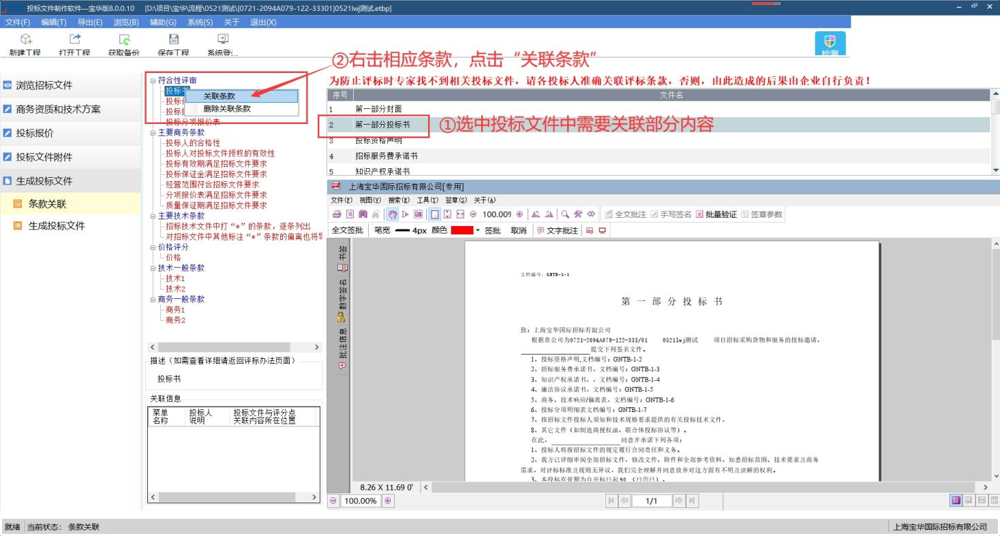 投标文件制作软件—宝华版8.0.0.10 [D:\项目\宝华\流程\0521测试\[0721-2094A079-122-33301]0521lwj测试.etbp]
文件(F) 编辑(T) 导出(E) 浏览(B) 辅助(G) 系统(S) 关于 退出(X)
新建工程 打开工程 获取备份 保存工程 系统登... 检测
②右击相应条款，点击“关联条款”
为防止评标时专家找不到相关投标文件，请各投标人准确关联评标条款，否则，由此造成的后果由企业自行负责！
浏览招标文件
商务资质和技术方案
投标报价
投标文件附件
生成投标文件
条款关联
生成投标文件
符合性评审
投标书
关联条款
删除关联条款
投标分项报价表
主要商务条款
投标人的合格性
投标人对投标文件授权的有效性
投标有效期满足招标文件要求
投标保证金满足招标文件要求
经营范围符合招标文件要求
分项报价表满足招标文件要求
质量保证期满足招标文件要求
主要技术条款
招标技术文件中打“*”的条款，逐条列出
对招标文件中其他标注“*”条款的偏离也将导
价格评分
价格
技术一般条款
技术1
技术2
商务一般条款
商务1
商务2
描述（如需查看详细请返回评标办法页面）
投标书
关联信息
菜单名称 投标人说明 投标文件与评分点关联内容所在位置
序号 文件名
1 第一部分封面
2 第一部分投标书
①选中投标文件中需要关联部分内容
3 投标资格声明
4 招标服务费承诺书
5 知识产权承诺书
上海宝华国际招标有限公司[专用]
文件(F) 视图(V) 搜索(E) 工具(I) 签章(S) 关于(A)
100.00% 全文批注 手写签名 批量验证 签章参数
全文签批 笔宽 4px 颜色 签批 取消 文字批注
书签
数字签名
批注信息
文档编号：GNTB-1-1
第一部分投标书
致：上海宝华国际招标有限公司
根据贵公司为0721-2094A079-122-333/01 0521lwj测试 项目招标采购货物和服务的投标邀请，
提交下列签名文件。
1、投标资格声明,文档编号：GNTB-1-2
2、招标服务费承诺书，文档编号：GNTB-1-3
3、知识产权承诺书、，文档编号：GNTB-1-4
4、廉洁协议承诺书，文档编号：GNTB-1-5
5、商务、技术响应/偏离表，文档编号：GNTB-1-6
6、投标分项明细表文档编号：GNTB-1-7
7、按招标文件投标人须知和技术规格要求提供的有关投标技术文件，
8、其它文件（如制造商授权函、联合体投标协议等）。
在此， 同意并承诺下列各项：
1、投标人将按招标文件的规定履行合同责任和义务。
2、我方已详细审阅全部招标文件，修改文件、附件和全部参考资料，知悉招标范围、技术要求及商务
需求，对评标标准及规则无异议，我们完全理解并同意放弃对这方面有不明及误解的权利。
3、本投标有效期为自开标日起90 （日历日）。
8.26 X 11.69 0'
100.00% 1/1
就绪 当前状态： 条款关联 上海宝华国际招标有限公司